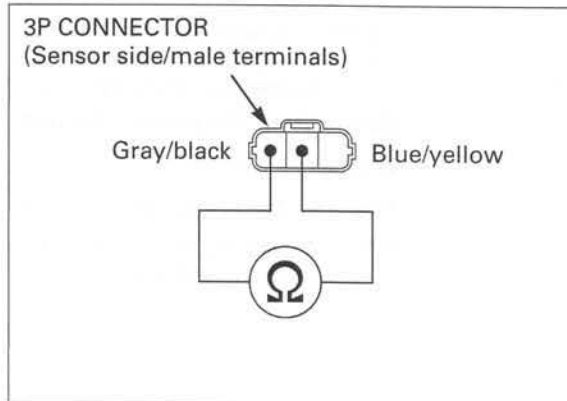 3P CONNECTOR
(Sensor side/male terminals)
Gray/black
Blue/yellow
Ω